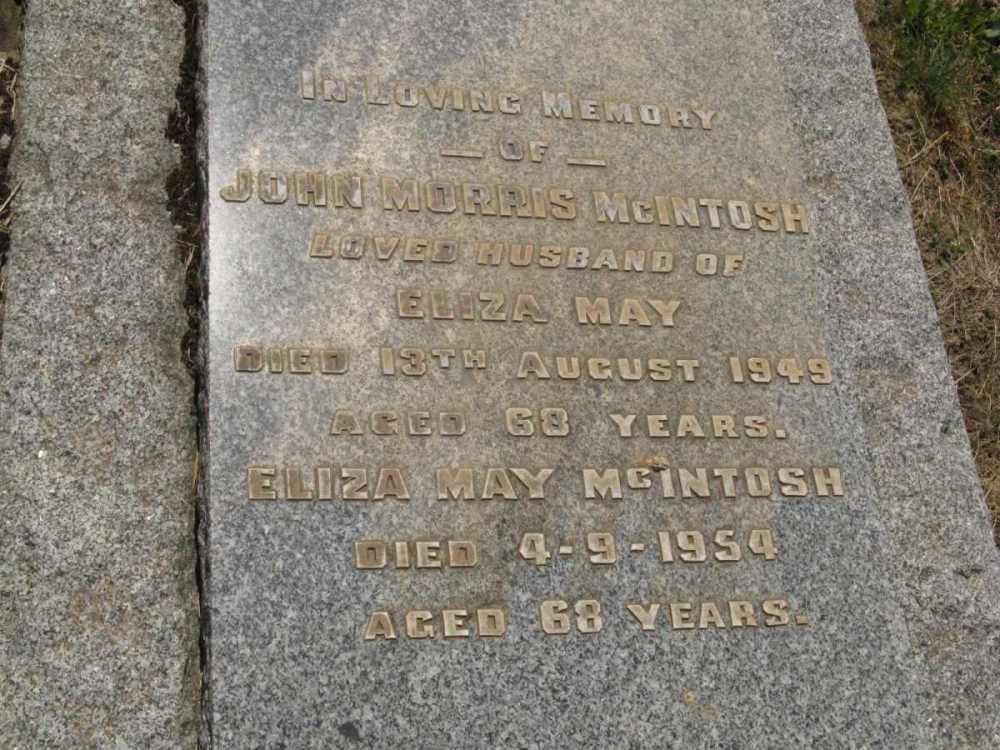 In Loving Memory
— OF —
JOHN MORRIS McINTOSH
LOVED HUSBAND OF
ELIZA MAY
DIED 13TH AUGUST 1949
AGED 68 YEARS.
ELIZA MAY McINTOSH
DIED 4-9-1954
AGED 68 YEARS.